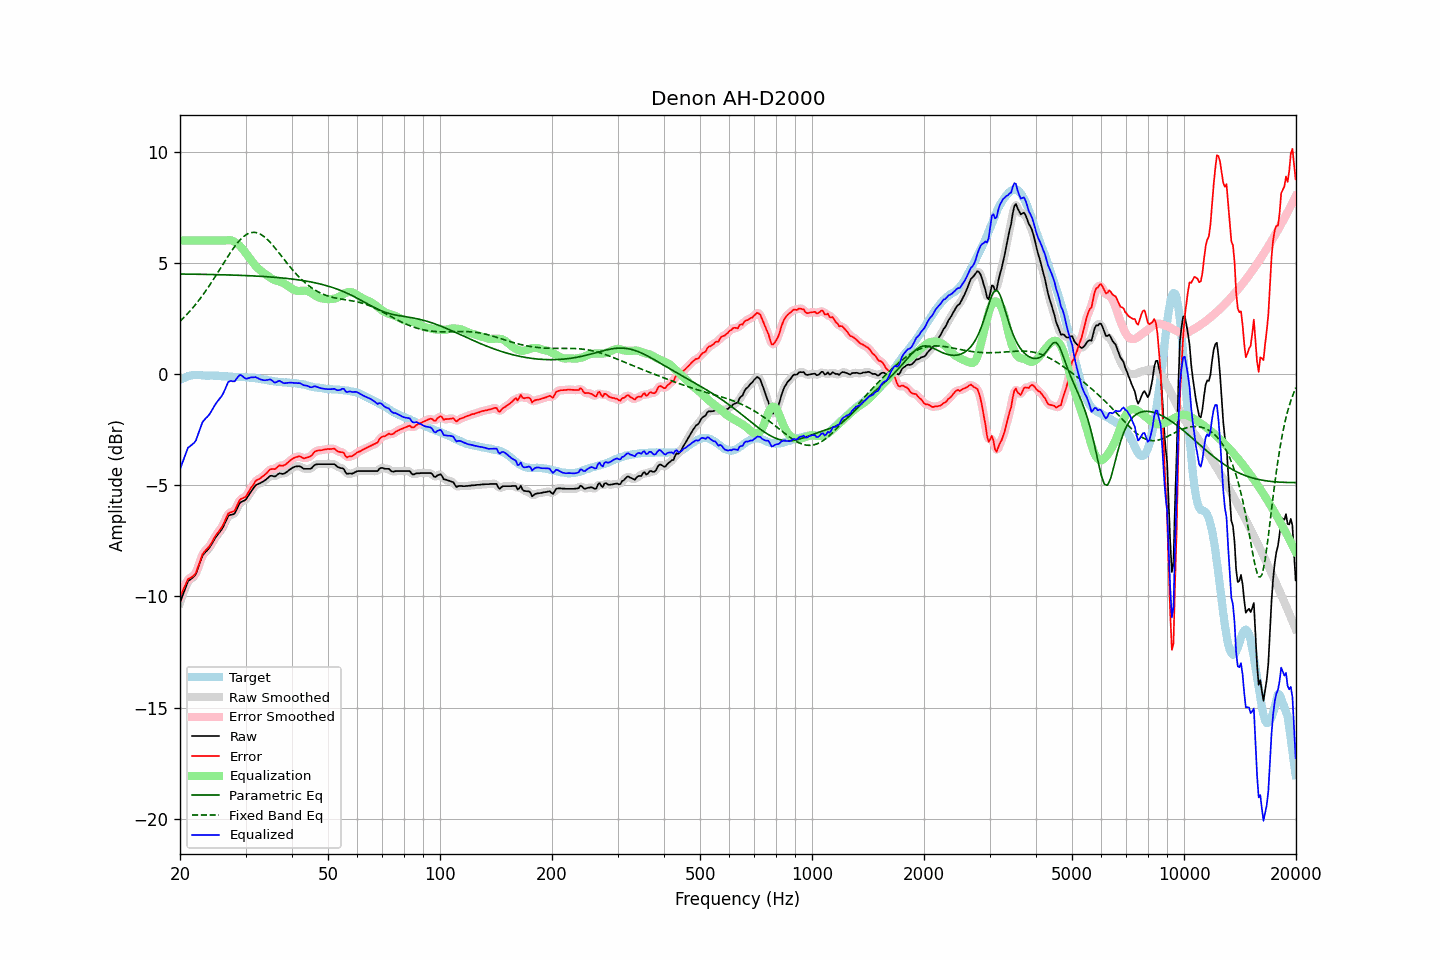 Denon AH-D2000
Amplitude (dBr)
10
5
0
−5
−10
−15
−20
Target
Raw Smoothed
Error Smoothed
Raw
Error
Equalization
Parametric Eq
Fixed Band Eq
Equalized
20 50 100 200 500 1000 2000 5000 10000 20000
Frequency (Hz)